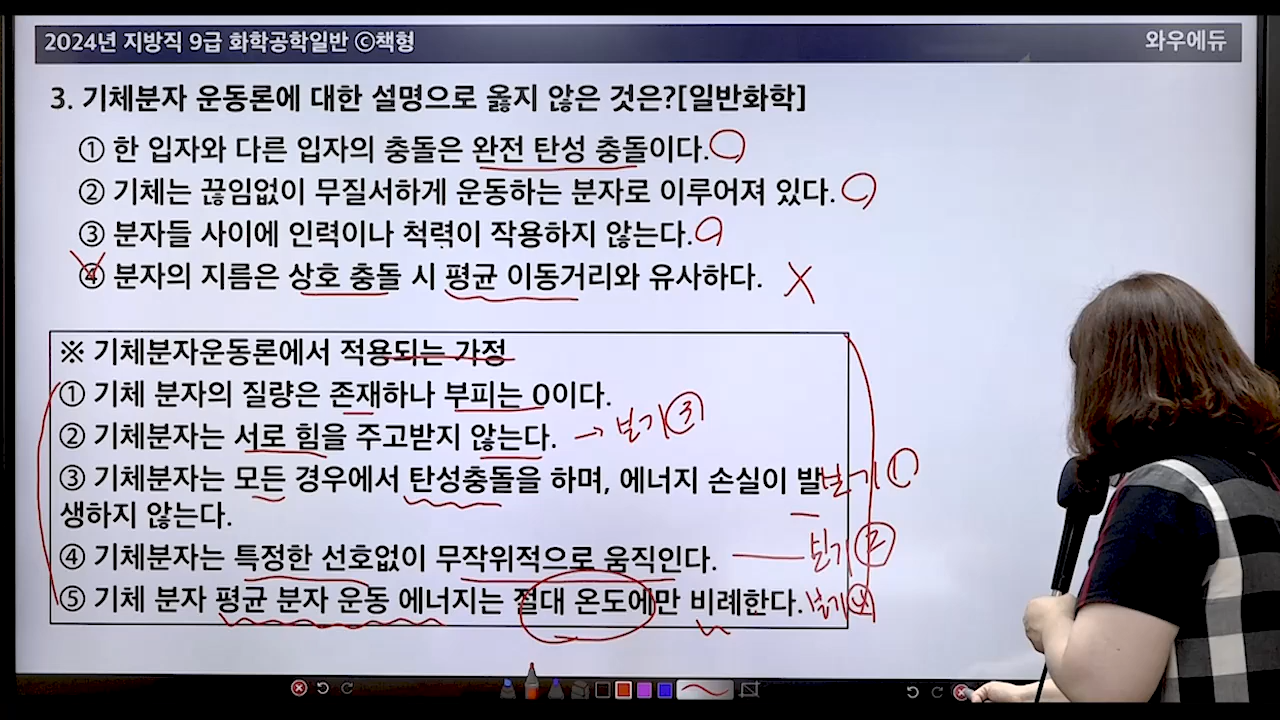 2024년 지방직 9급 화학공학일반 ⓒ책형
와우에듀
3. 기체분자 운동론에 대한 설명으로 옳지 않은 것은?[일반화학]
① 한 입자와 다른 입자의 충돌은 완전 탄성 충돌이다.
② 기체는 끊임없이 무질서하게 운동하는 분자로 이루어져 있다.
③ 분자들 사이에 인력이나 척력이 작용하지 않는다.
④ 분자의 지름은 상호 충돌 시 평균 이동거리와 유사하다.
※ 기체분자운동론에서 적용되는 가정
① 기체 분자의 질량은 존재하나 부피는 0이다.
② 기체분자는 서로 힘을 주고받지 않는다. → 보기③
③ 기체분자는 모든 경우에서 탄성충돌을 하며, 에너지 손실이 발 보기①
생하지 않는다.
④ 기체분자는 특정한 선호없이 무작위적으로 움직인다. 보기②
⑤ 기체 분자 평균 분자 운동 에너지는 절대 온도에만 비례한다. 보기④